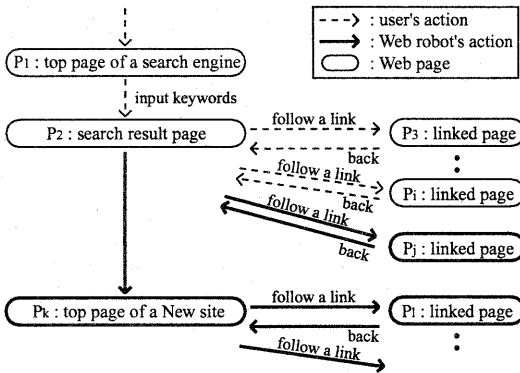 : user's action
: Web robot's action
: Web page
P1 : top page of a search engine
input keywords
P2 : search result page
follow a link
back
P3 : linked page
follow a link
back
Pi : linked page
follow a link
back
Pj : linked page
Pk : top page of a New site
follow a link
back
Pl : linked page
follow a link